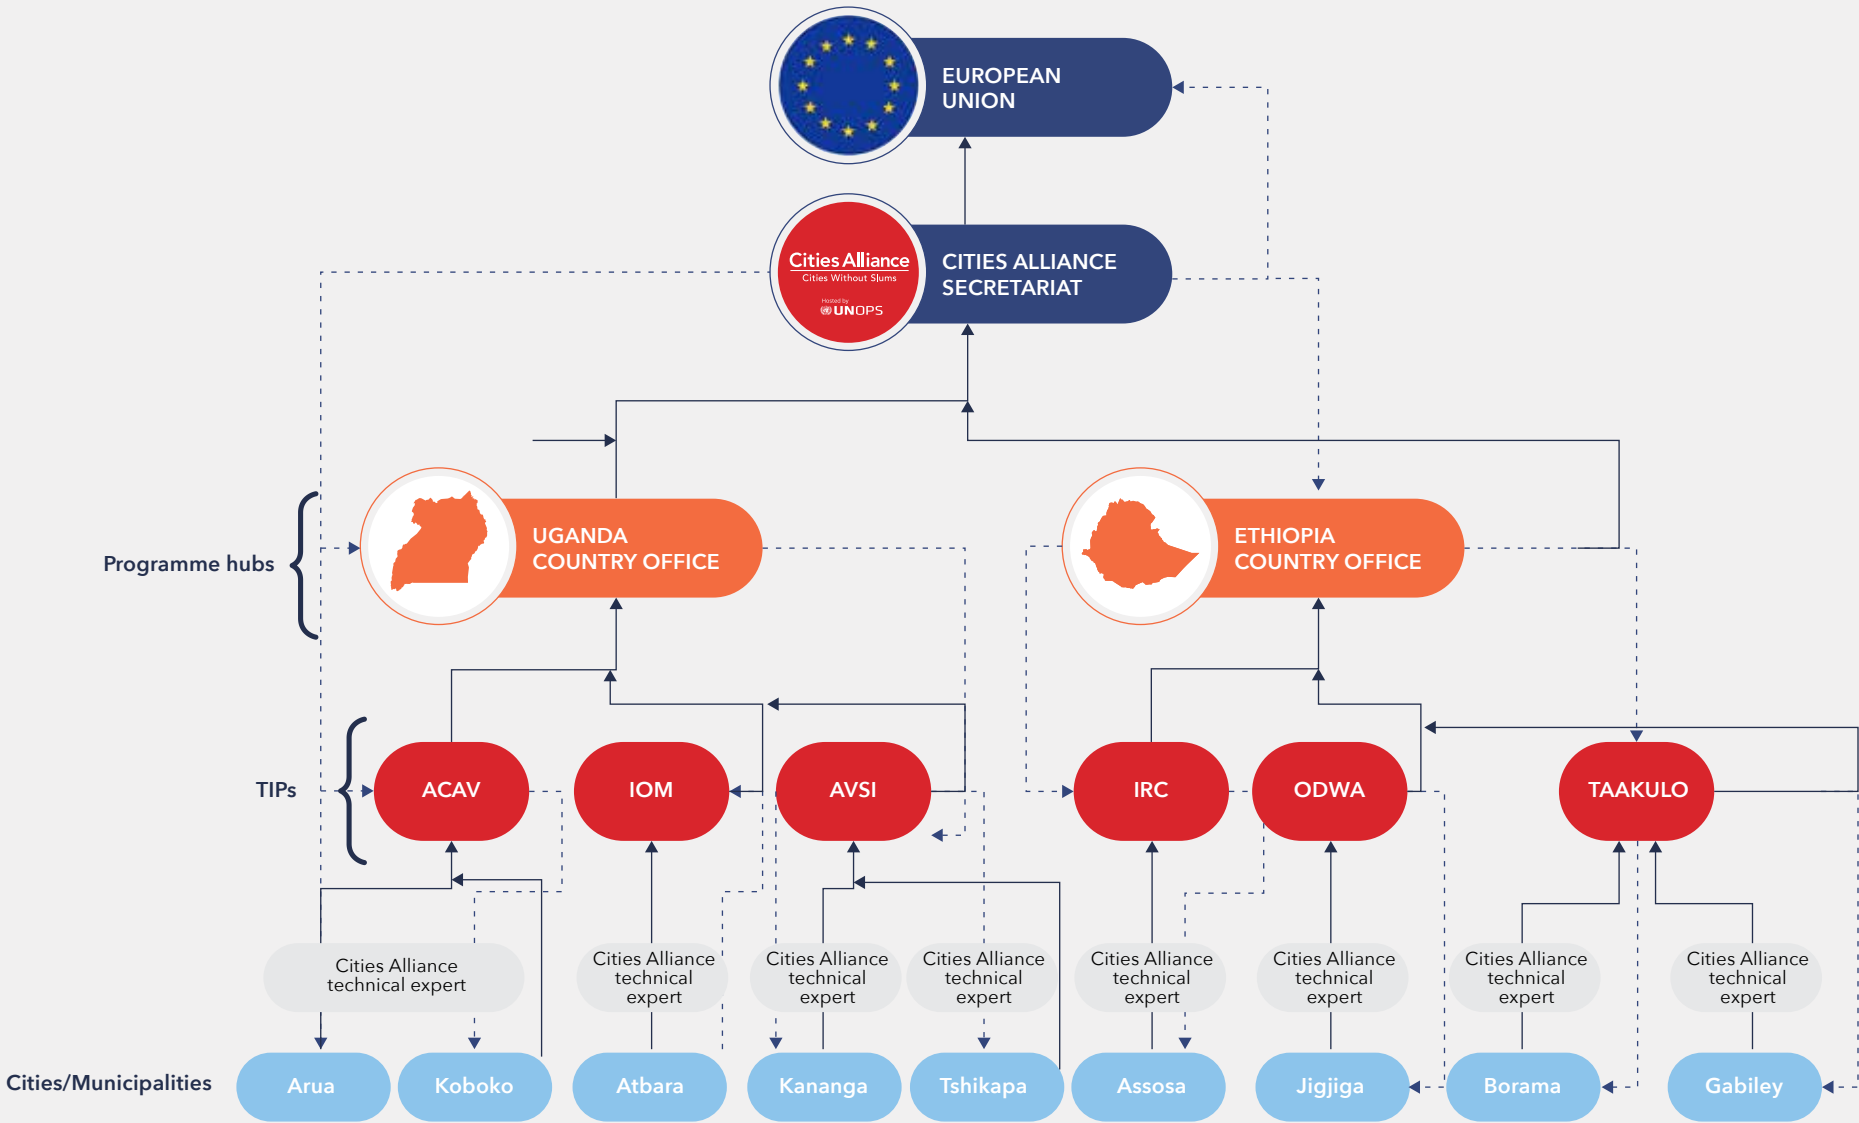 EUROPEAN
UNION
Cities Alliance
Cities Without Slums
Hosted by
UNOPS
CITIES ALLIANCE
SECRETARIAT
Programme hubs
UGANDA
COUNTRY OFFICE
ETHIOPIA
COUNTRY OFFICE
TIPs
ACAV
IOM
AVSI
IRC
ODWA
TAAKULO
Cities Alliance
technical expert
Cities Alliance
technical
expert
Cities Alliance
technical
expert
Cities Alliance
technical
expert
Cities Alliance
technical
expert
Cities Alliance
technical
expert
Cities Alliance
technical
expert
Cities Alliance
technical
expert
Cities/Municipalities
Arua
Koboko
Atbara
Kananga
Tshikapa
Assosa
Jigjiga
Borama
Gabiley